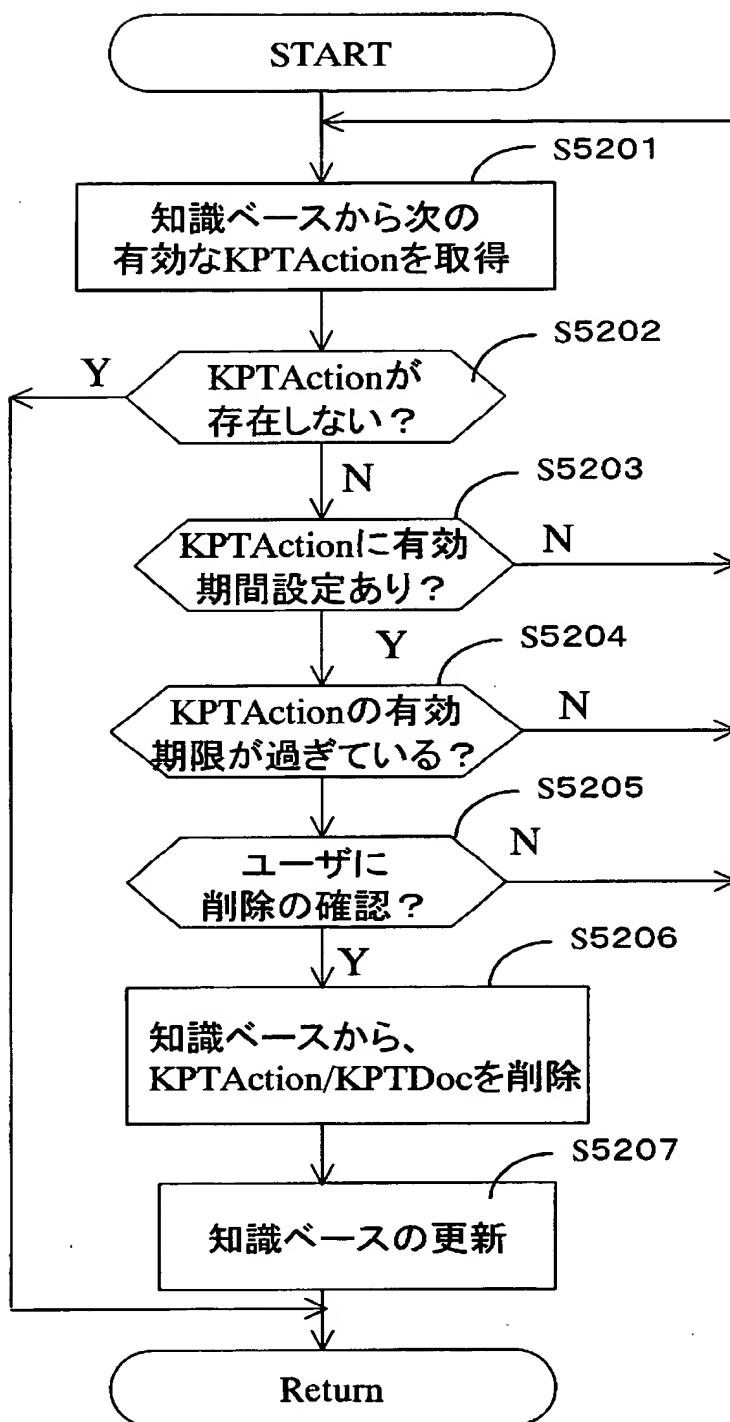 START
S5201
知識ベースから次の
有効なKPTActionを取得
S5202
Y
KPTActionが
存在しない？
N
S5203
KPTActionに有効
期間設定あり？
N
Y
S5204
KPTActionの有効
期限が過ぎている？
N
S5205
ユーザに
削除の確認？
N
Y
S5206
知識ベースから、
KPTAction/KPTDocを削除
S5207
知識ベースの更新
Return